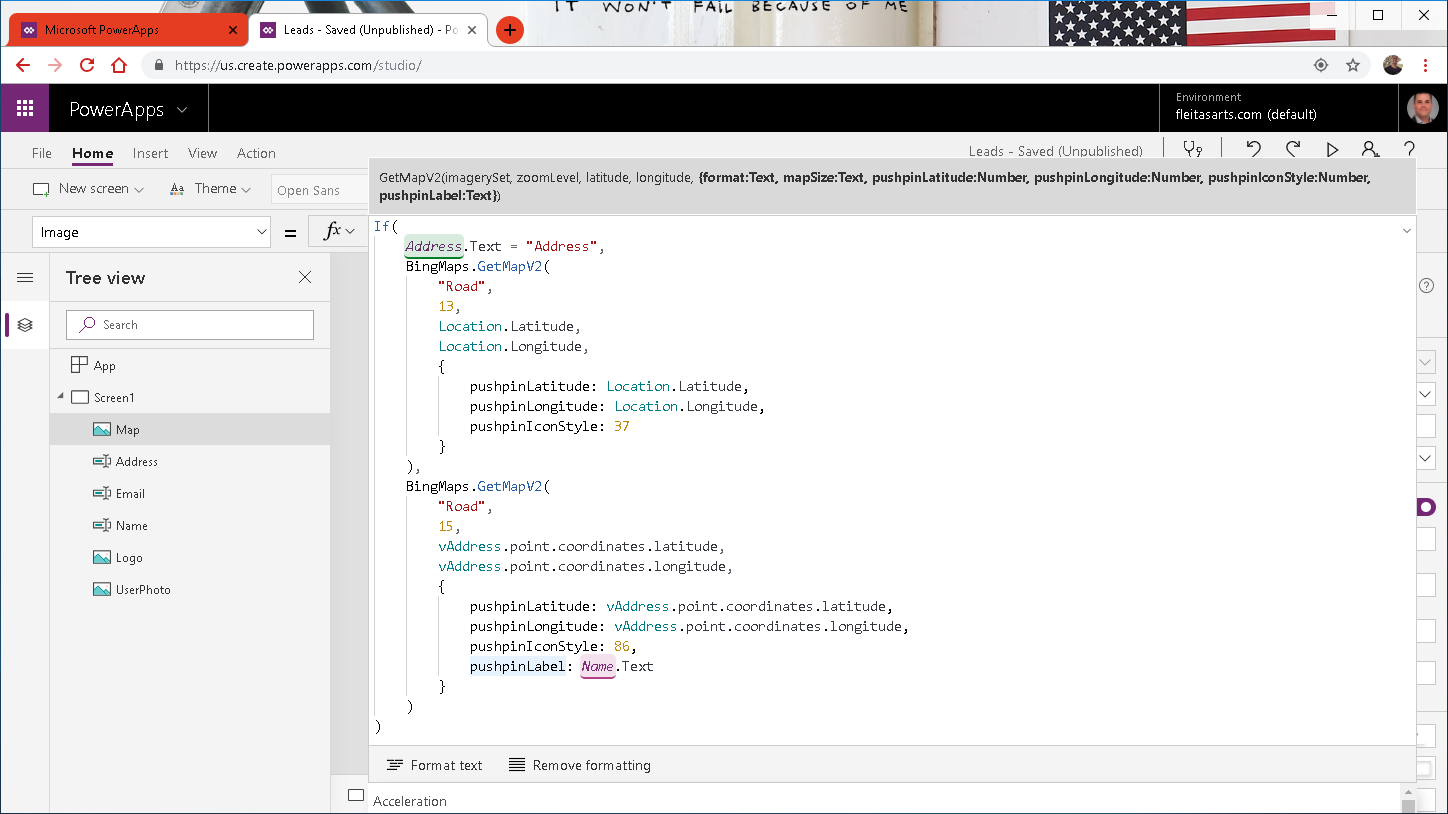 IT WON'T FAIL BECAUSE OF ME
Microsoft PowerApps
Leads - Saved (Unpublished) - Po
https://us.create.powerapps.com/studio/
PowerApps
Environment
fleitasarts.com (default)
File Home Insert View Action
Leads - Saved (Unpublished)
New screen Theme Open Sans
GetMapV2(imagerySet, zoomLevel, latitude, longitude, {format:Text, mapSize:Text, pushpinLatitude:Number, pushpinLongitude:Number, pushpinIconStyle:Number,
pushpinLabel:Text})
Image = fx
Tree view
Search
App
Screen1
Map
Address
Email
Name
Logo
UserPhoto
If(
Address.Text = "Address",
BingMaps.GetMapV2(
"Road",
13,
Location.Latitude,
Location.Longitude,
{
pushpinLatitude: Location.Latitude,
pushpinLongitude: Location.Longitude,
pushpinIconStyle: 37
}
),
BingMaps.GetMapV2(
"Road",
15,
vAddress.point.coordinates.latitude,
vAddress.point.coordinates.longitude,
{
pushpinLatitude: vAddress.point.coordinates.latitude,
pushpinLongitude: vAddress.point.coordinates.longitude,
pushpinIconStyle: 86,
pushpinLabel: Name.Text
}
)
)
Format text Remove formatting
Acceleration